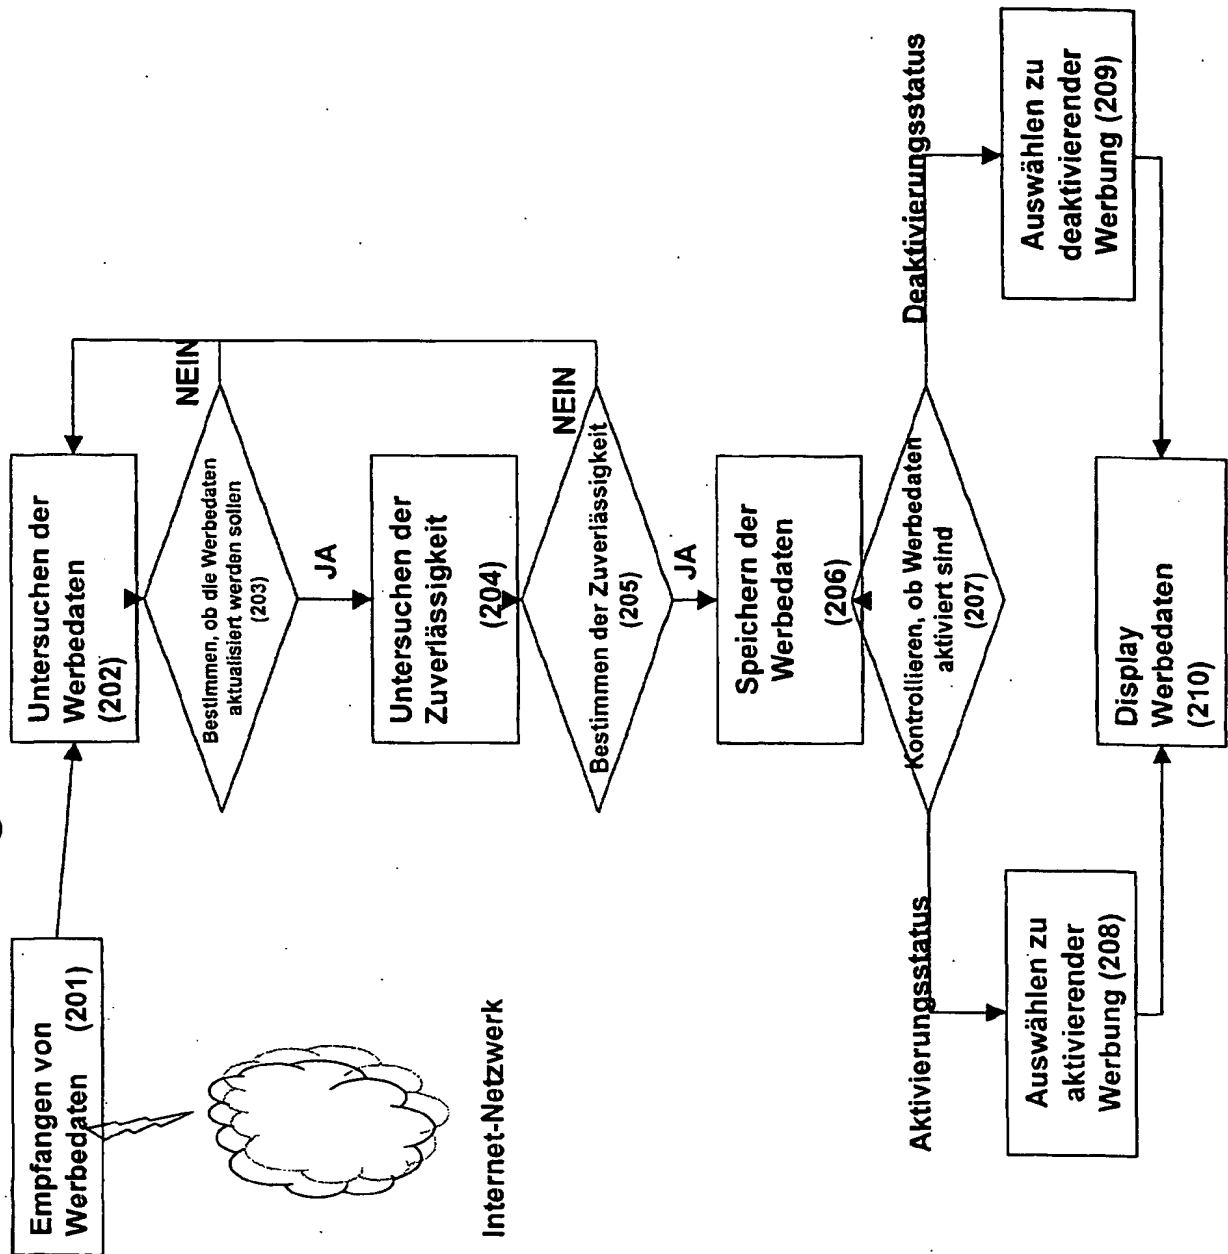 Empfangen von
Werbedaten (201)
Internet-Netzwerk
Untersuchen der
Werbedaten
(202)
NEIN
Bestimmen, ob die Werbedaten
aktualisiert werden sollen
(203)
JA
Untersuchen der
Zuverlässigkeit
(204)
NEIN
Bestimmen der Zuverlässigkeit
(205)
JA
Speichern der
Werbedaten
(206)
Kontrollieren, ob Werbedaten
aktiviert sind
(207)
Aktivierungsstatus
Deaktivierungsstatus
Auswählen zu
aktivierender
Werbung (208)
Auswählen zu
deaktivierender
Werbung (209)
Display
Werbedaten
(210)